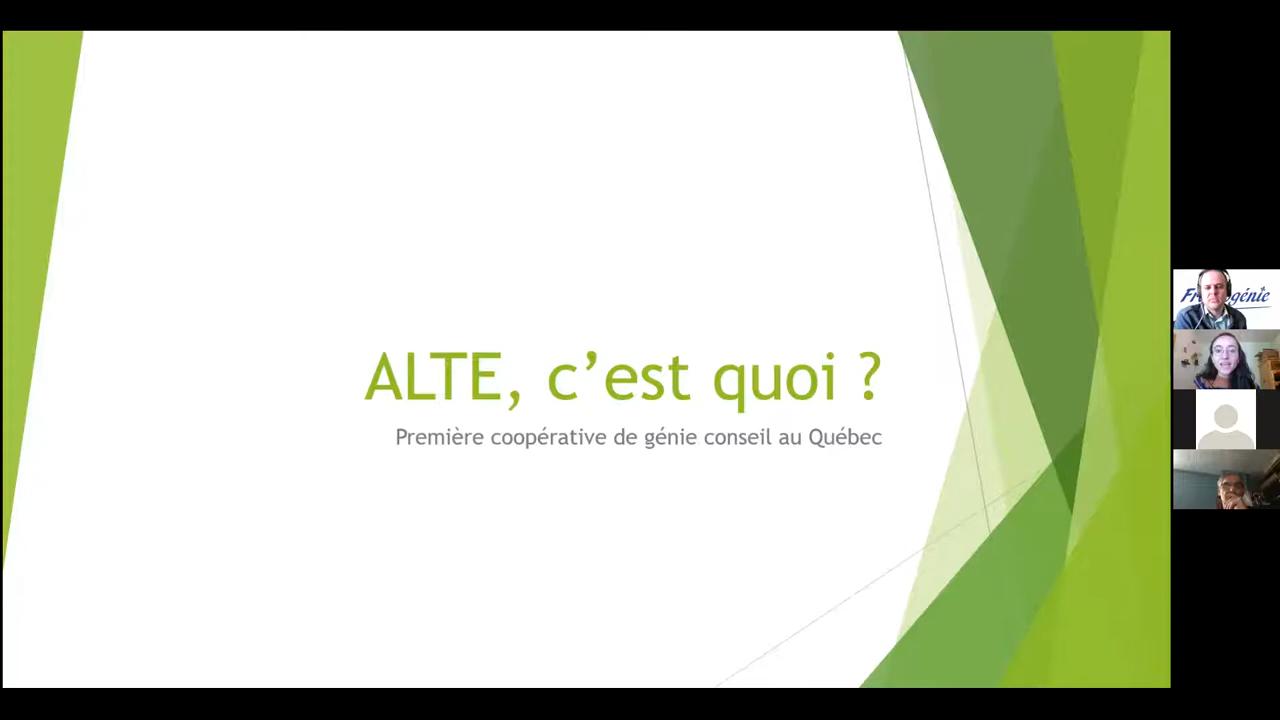 ALTE, c’est quoi ?
Première coopérative de génie conseil au Québec